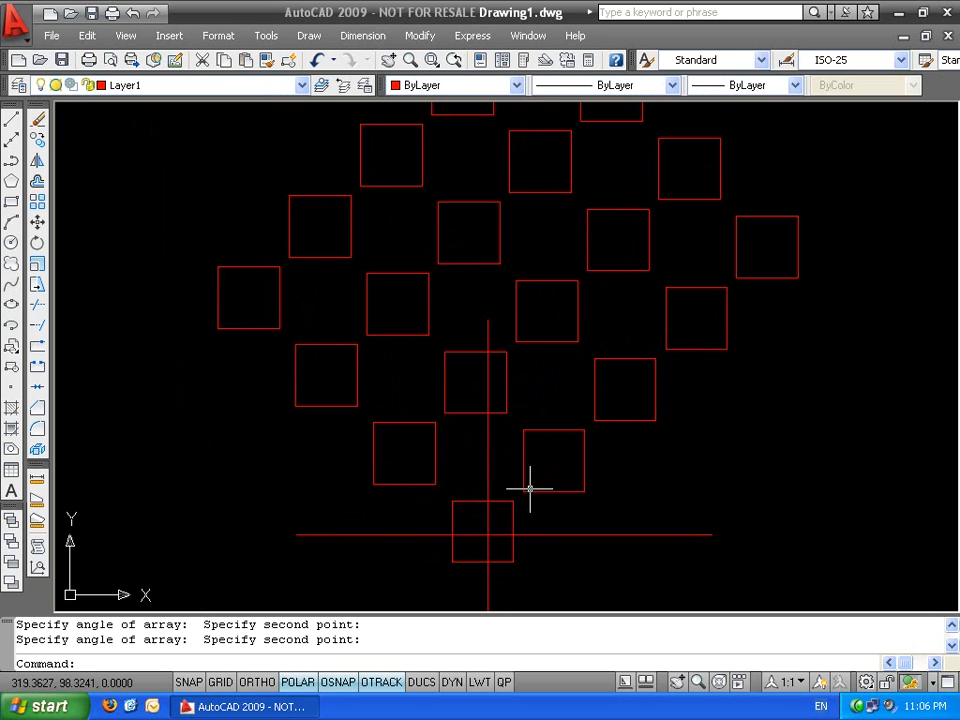 AutoCAD 2009 - NOT FOR RESALE Drawing1.dwg
Type a keyword or phrase
File Edit View Insert Format Tools Draw Dimension Modify Express Window Help
Standard ISO-25 Star
Layer1 ByLayer ByLayer ByLayer ByColor
A
Y
X
Specify angle of array:  Specify second point:
Specify angle of array:  Specify second point:
Command:
319.3627, 98.3241, 0.0000 SNAP GRID ORTHO POLAR OSNAP OTRACK DUCS DYN LWT QP 1:1
start AutoCAD 2009 - NOT... EN 11:06 PM